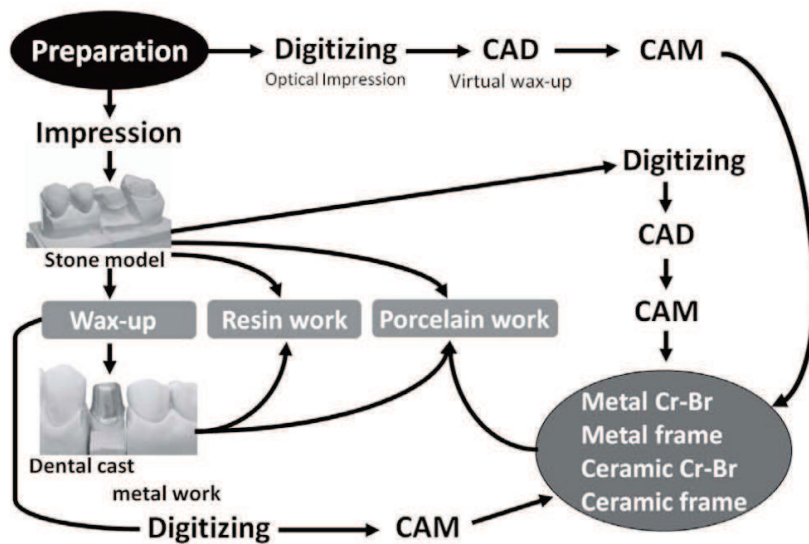 Preparation
Digitizing
Optical Impression
CAD
Virtual wax-up
CAM
Impression
Stone model
Digitizing
CAD
CAM
Wax-up
Resin work
Porcelain work
Dental cast
metal work
Digitizing
CAM
Metal Cr-Br
Metal frame
Ceramic Cr-Br
Ceramic frame